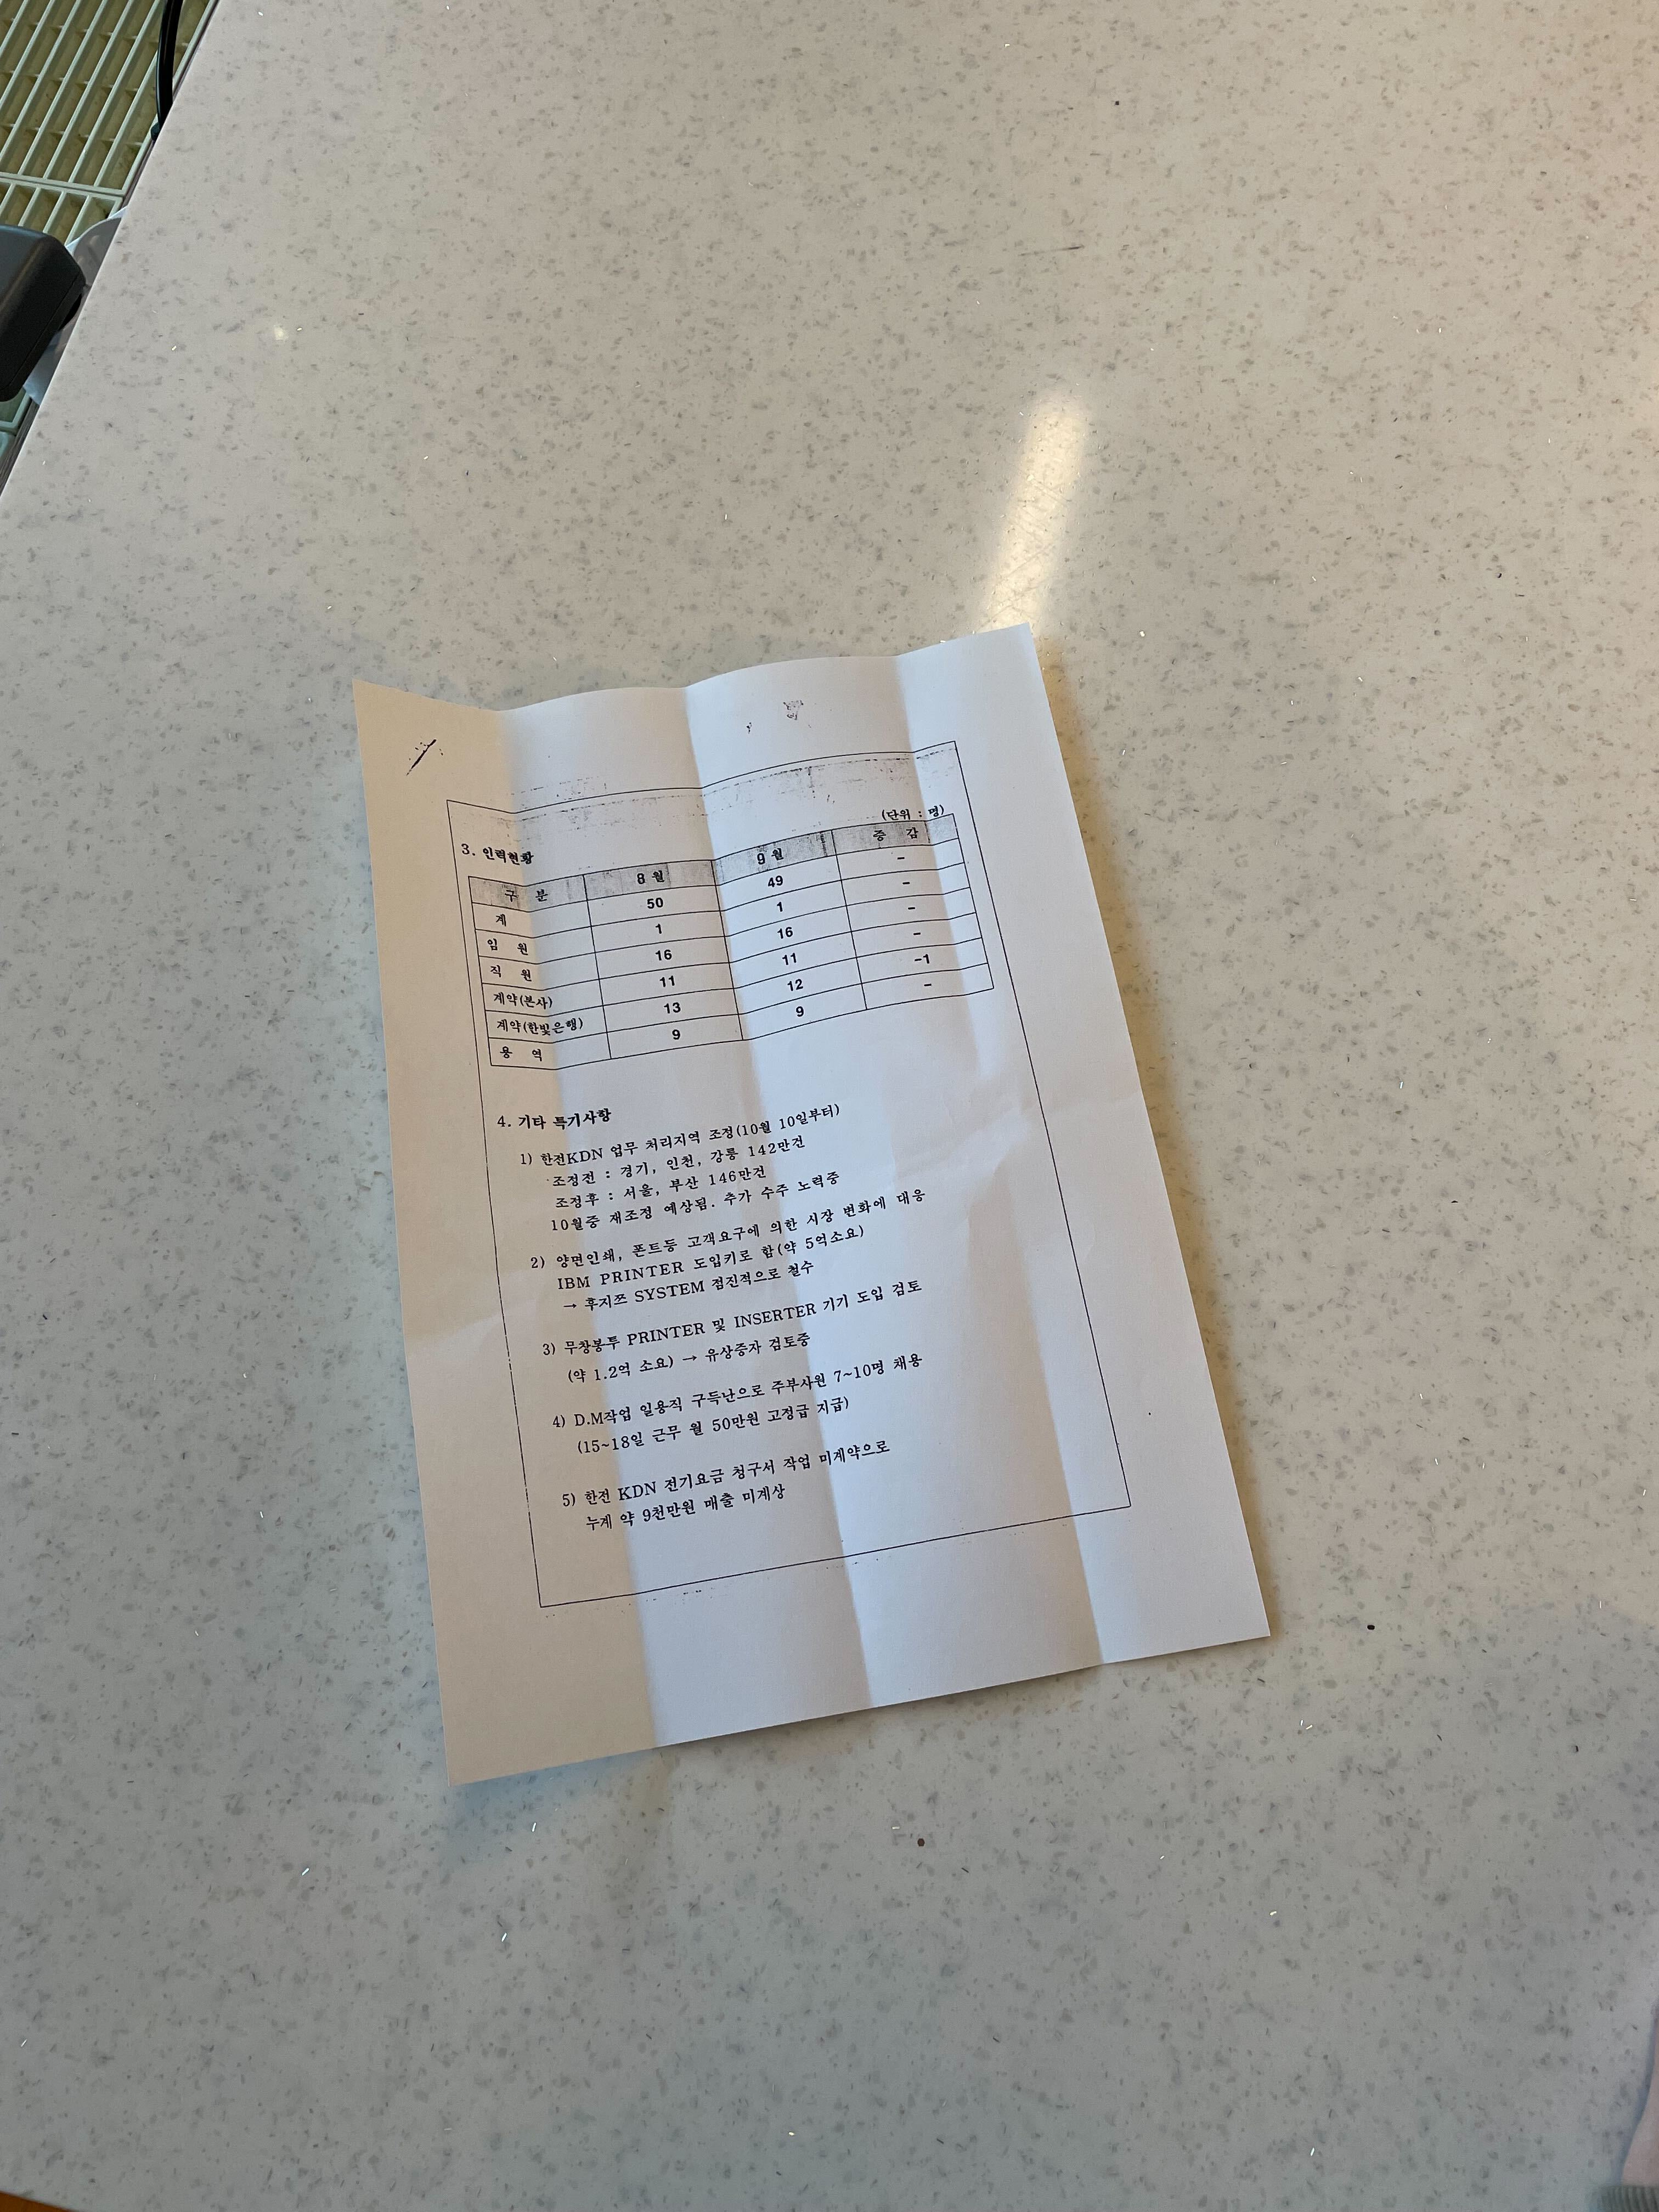 (단위 : 명)
3. 인력현황
구 분 8월 9월 증 감
계 50 49 -
임 원 1 1 -
직 원 16 16 -
계약(본사) 11 11 -
계약(한빛은행) 13 12 -1
용 역 9 9 -
4. 기타 특기사항
1) 한전KDN 업무 처리지역 조정(10월 10일부터)
조정전 : 경기, 인천, 강릉 142만건
조정후 : 서울, 부산 146만건
10월중 재조정 예상됨. 추가 수주 노력중
2) 양면인쇄, 폰트등 고객요구에 의한 시장 변화에 대응
IBM PRINTER 도입키로 함(약 5억소요)
→ 후지쯔 SYSTEM 점진적으로 철수
3) 무창봉투 PRINTER 및 INSERTER 기기 도입 검토
(약 1.2억 소요) → 유상증자 검토중
4) D.M작업 일용직 구득난으로 주부사원 7~10명 채용
(15~18일 근무 월 50만원 고정급 지급)
5) 한전 KDN 전기요금 청구서 작업 미계약으로
누계 약 9천만원 매출 미계상